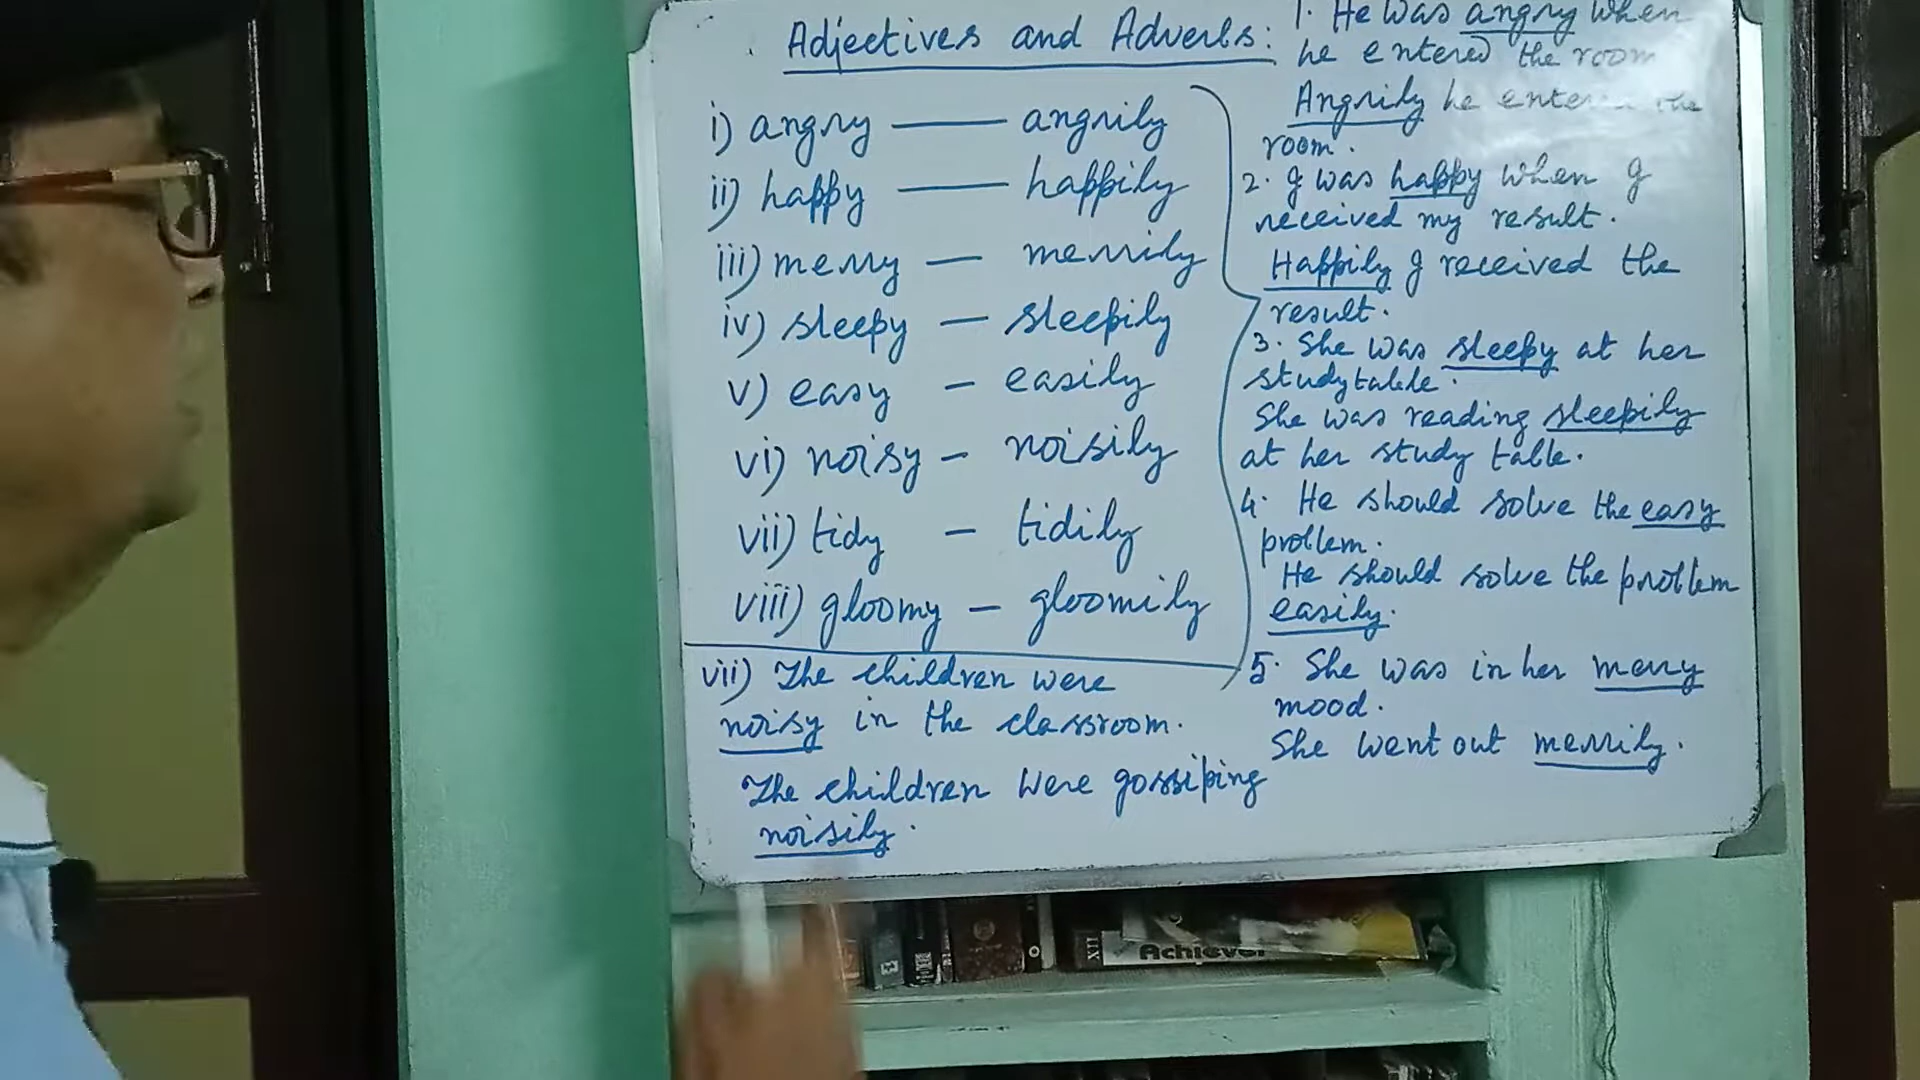 Adjectives and Adverbs:
i) angry — angrily
ii) happy — happily
iii) merry — merrily
iv) sleepy — sleepily
v) easy — easily
vi) noisy — noisily
vii) tidy — tidily
viii) gloomy — gloomily
vii) The children were
noisy in the classroom.
The children were gossiping
noisily.
1. He was angry when
he entered the room
Angrily he entered the
room.
2. I was happy when I
received my result.
Happily I received the
result.
3. She was sleepy at her
study table.
She was reading sleepily
at her study table.
4. He should solve the easy
problem.
He should solve the problem
easily.
5. She was in her merry
mood.
She went out merrily.
XII
Achiever